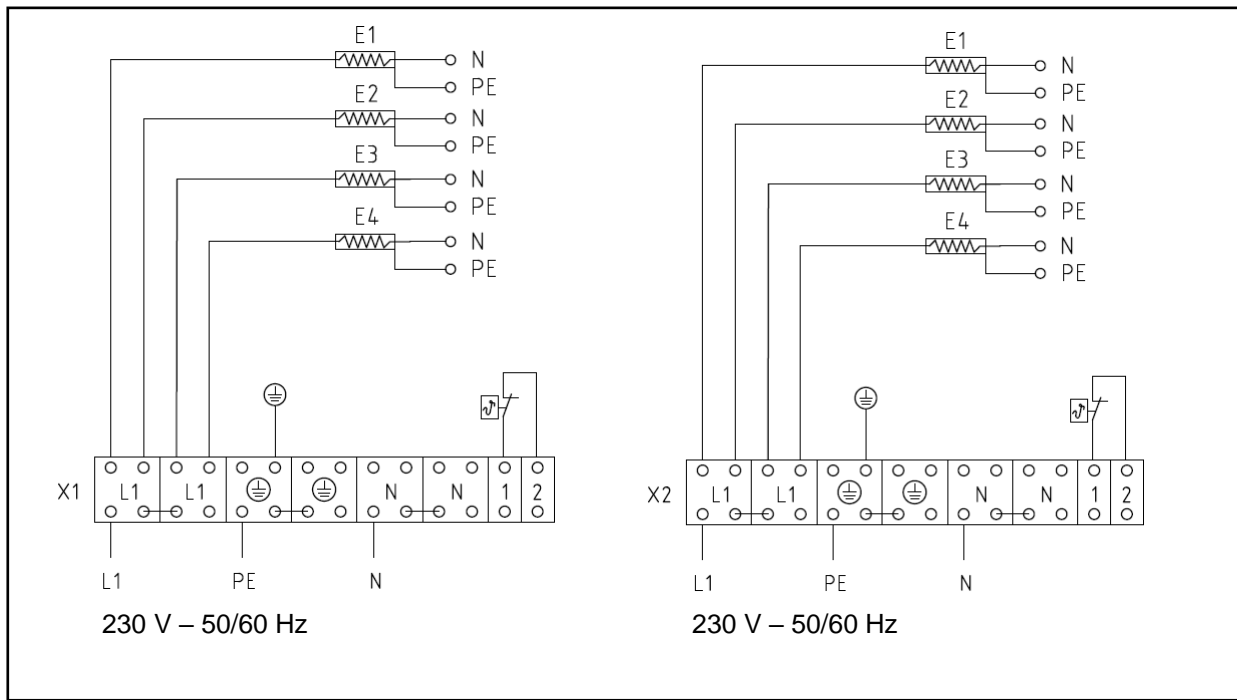 E1
N
PE
E2
N
PE
E3
N
PE
E4
N
PE
X1 L1 L1 N N 1 2
L1 PE N
230 V – 50/60 Hz
E1
N
PE
E2
N
PE
E3
N
PE
E4
N
PE
X2 L1 L1 N N 1 2
L1 PE N
230 V – 50/60 Hz